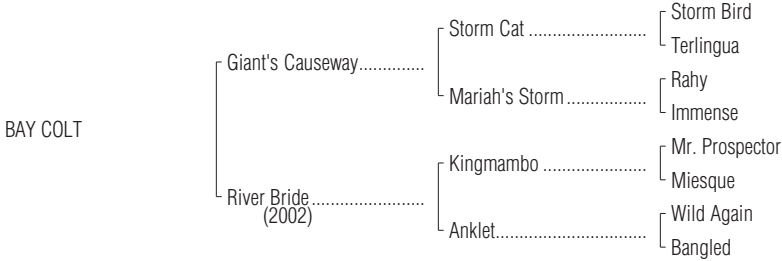 Storm Bird
Storm Cat ........................
Terlingua
Giant's Causeway..............
Rahy
Mariah's Storm .................
Immense
BAY COLT
Mr. Prospector
Kingmambo ......................
Miesque
River Bride ........................
(2002)
Wild Again
Anklet................................
Bangled